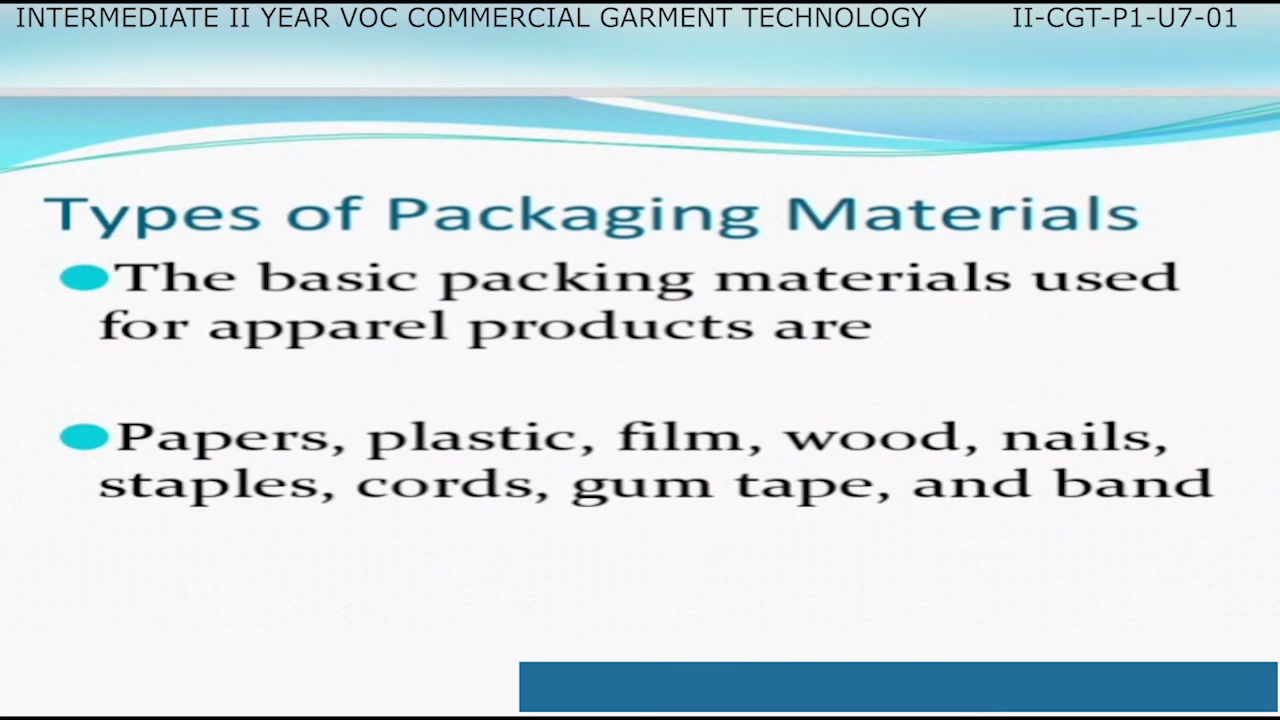 INTERMEDIATE II YEAR VOC COMMERCIAL GARMENT TECHNOLOGY II-CGT-P1-U7-01
Types of Packaging Materials
The basic packing materials used
for apparel products are
Papers, plastic, film, wood, nails,
staples, cords, gum tape, and band